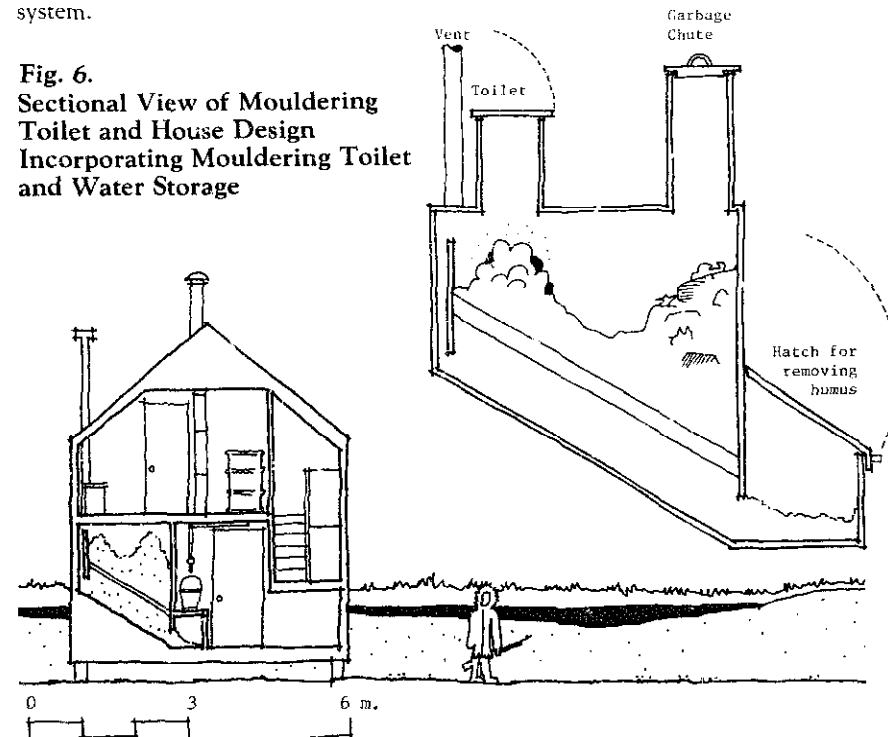 system.
Fig. 6.
Sectional View of Mouldering
Toilet and House Design
Incorporating Mouldering Toilet
and Water Storage
Vent
Toilet
Garbage
Chute
Hatch for
removing
humus
0 3 6 m.